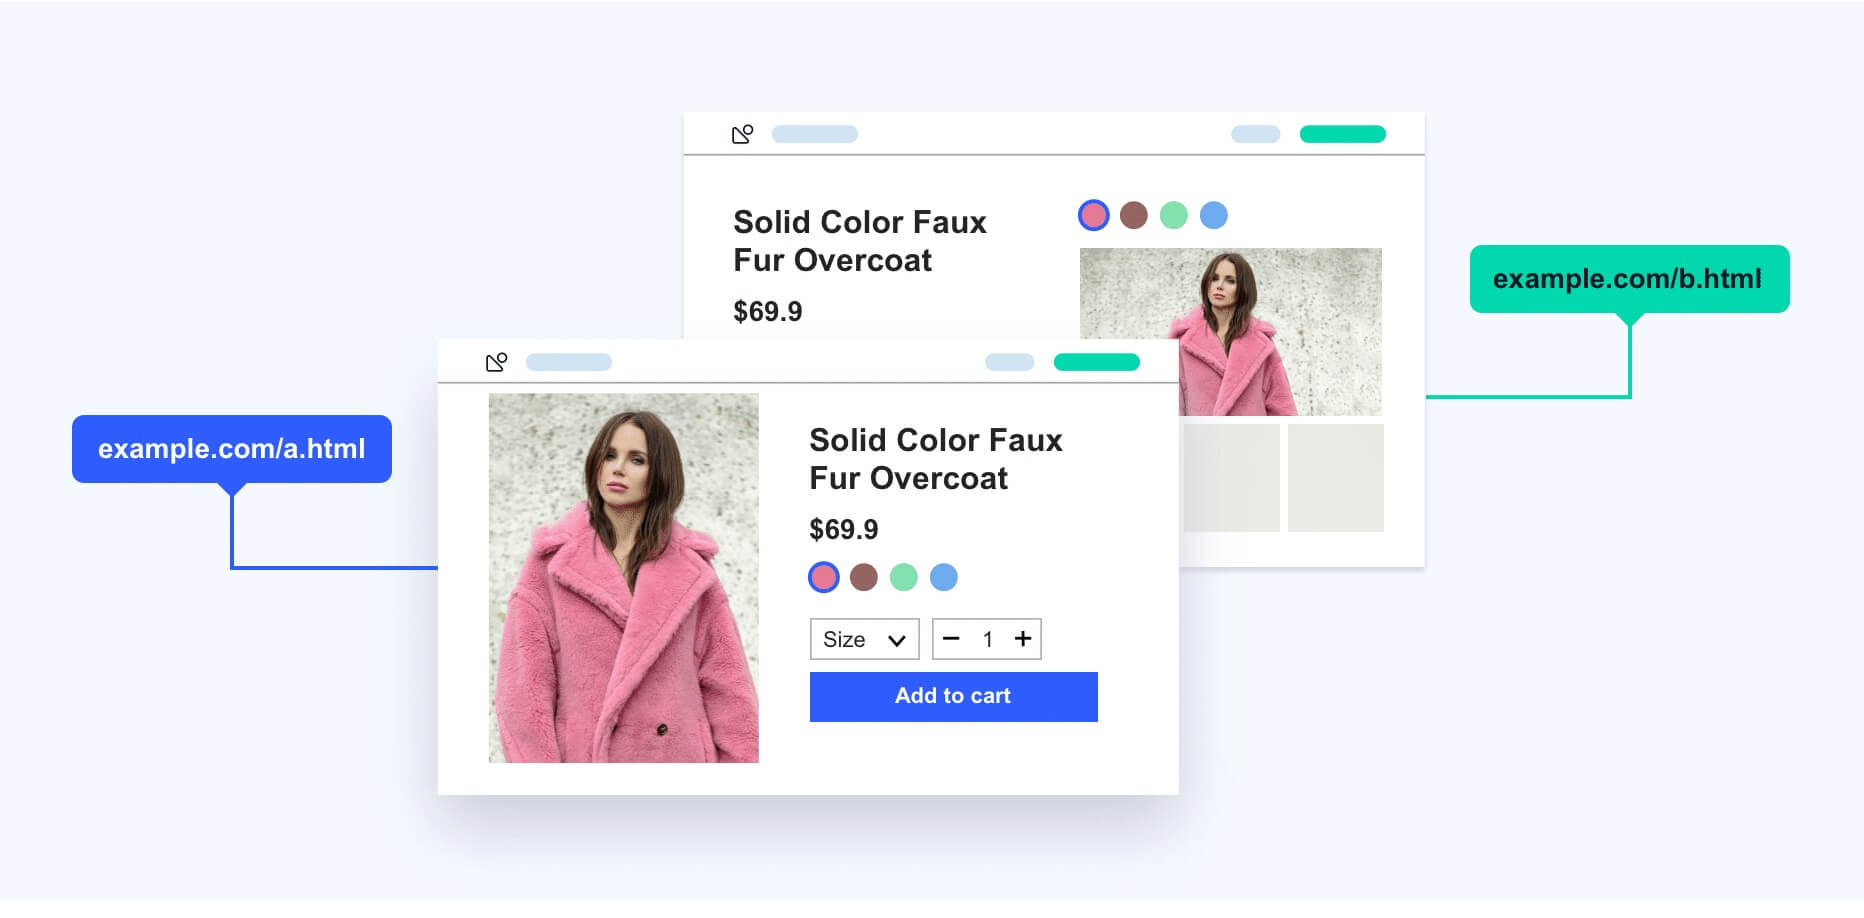 Solid Color Faux
Fur Overcoat
$69.9
example.com/b.html
example.com/a.html
Solid Color Faux
Fur Overcoat
$69.9
Size
1
Add to cart